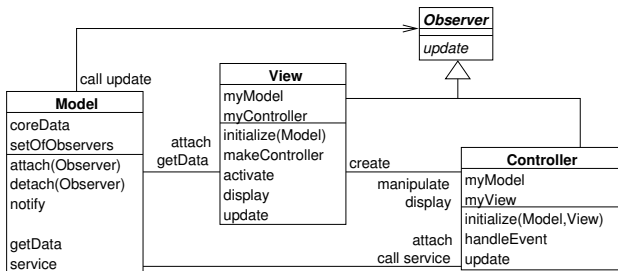 Observer
update
call update
View
myModel
myController
initialize(Model)
makeController
activate
display
update
Model
coreData
setOfObservers
attach(Observer)
detach(Observer)
notify
getData
service
attach
getData
create
manipulate
display
attach
call service
Controller
myModel
myView
initialize(Model,View)
handleEvent
update